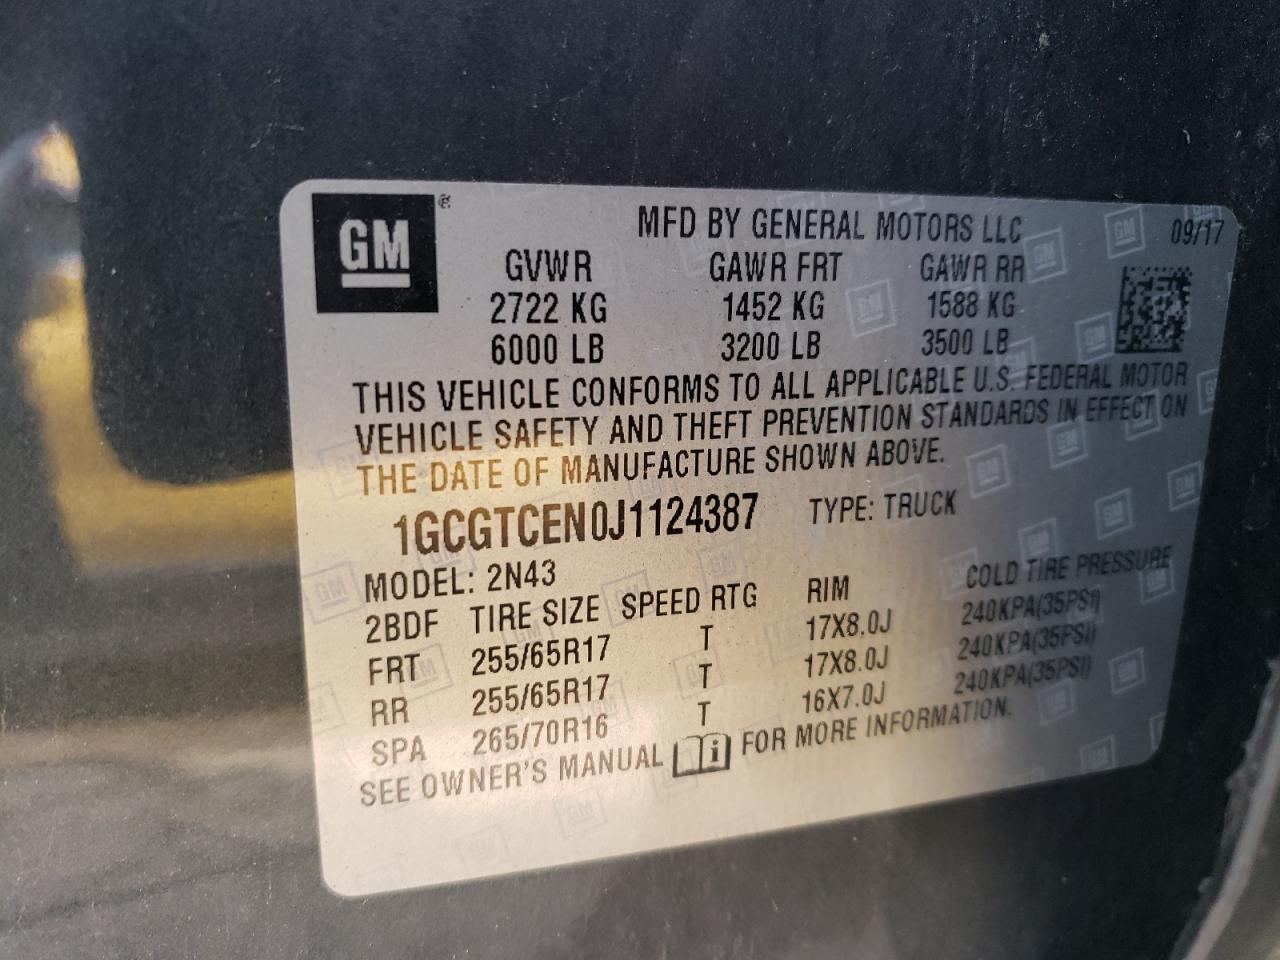 GM
MFD BY GENERAL MOTORS LLC 09/17
GVWR GAWR FRT GAWR RR
2722 KG 1452 KG 1588 KG
6000 LB 3200 LB 3500 LB
THIS VEHICLE CONFORMS TO ALL APPLICABLE U.S. FEDERAL MOTOR
VEHICLE SAFETY AND THEFT PREVENTION STANDARDS IN EFFECT ON
THE DATE OF MANUFACTURE SHOWN ABOVE.
1GCGTCEN0J1124387 TYPE: TRUCK
MODEL: 2N43
2BDF TIRE SIZE SPEED RTG RIM COLD TIRE PRESSURE
FRT 255/65R17 T 17X8.0J 240KPA(35PSI)
RR 255/65R17 T 17X8.0J 240KPA(35PSI)
SPA 265/70R16 T 16X7.0J 240KPA(35PSI)
SEE OWNER'S MANUAL FOR MORE INFORMATION.